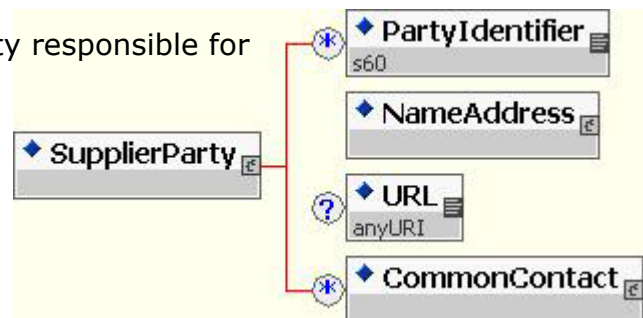 ty responsible for
PartyIdentifier
s60
NameAddress
SupplierParty
?
URL
anyURI
*
CommonContact
*